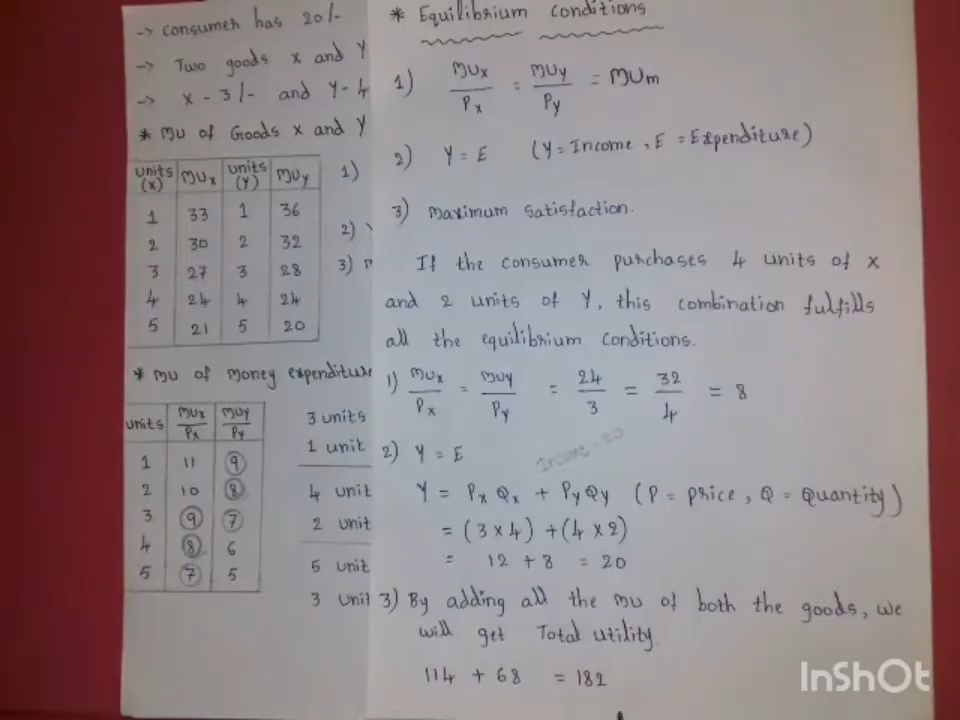 -> consumer has 20/-
-> Two goods x and Y
-> x - 3/- and Y-4
* MU of Goods x and Y
units (x) MUx units (Y) MUy
1 33 1 36
2 30 2 32
3 27 3 28
4 24 4 24
5 21 5 20
1)
2) Y
3) m
* MU of money expenditure
units MUx/Px MUy/Py
1 11 9
2 10 8
3 9 7
4 8 6
5 7 5
3 units
1 unit
4 unit
2 unit
5 unit
3 unit
* Equilibrium conditions
1) MUx/Px = MUy/Py = MUm
2) Y = E (Y = Income, E = Expenditure)
3) Maximum satisfaction.
If the consumer purchases 4 units of x
and 2 units of Y, this combination fulfills
all the equilibrium conditions.
1) MUx/Px = MUy/Py = 24/3 = 32/4 = 8
2) Y = E
Income = 20
Y = Px Qx + Py Qy (P = price, Q = Quantity)
= (3 x 4) + (4 x 2)
= 12 + 8 = 20
3) By adding all the MU of both the goods, we
will get Total utility.
114 + 68 = 182
InShOt